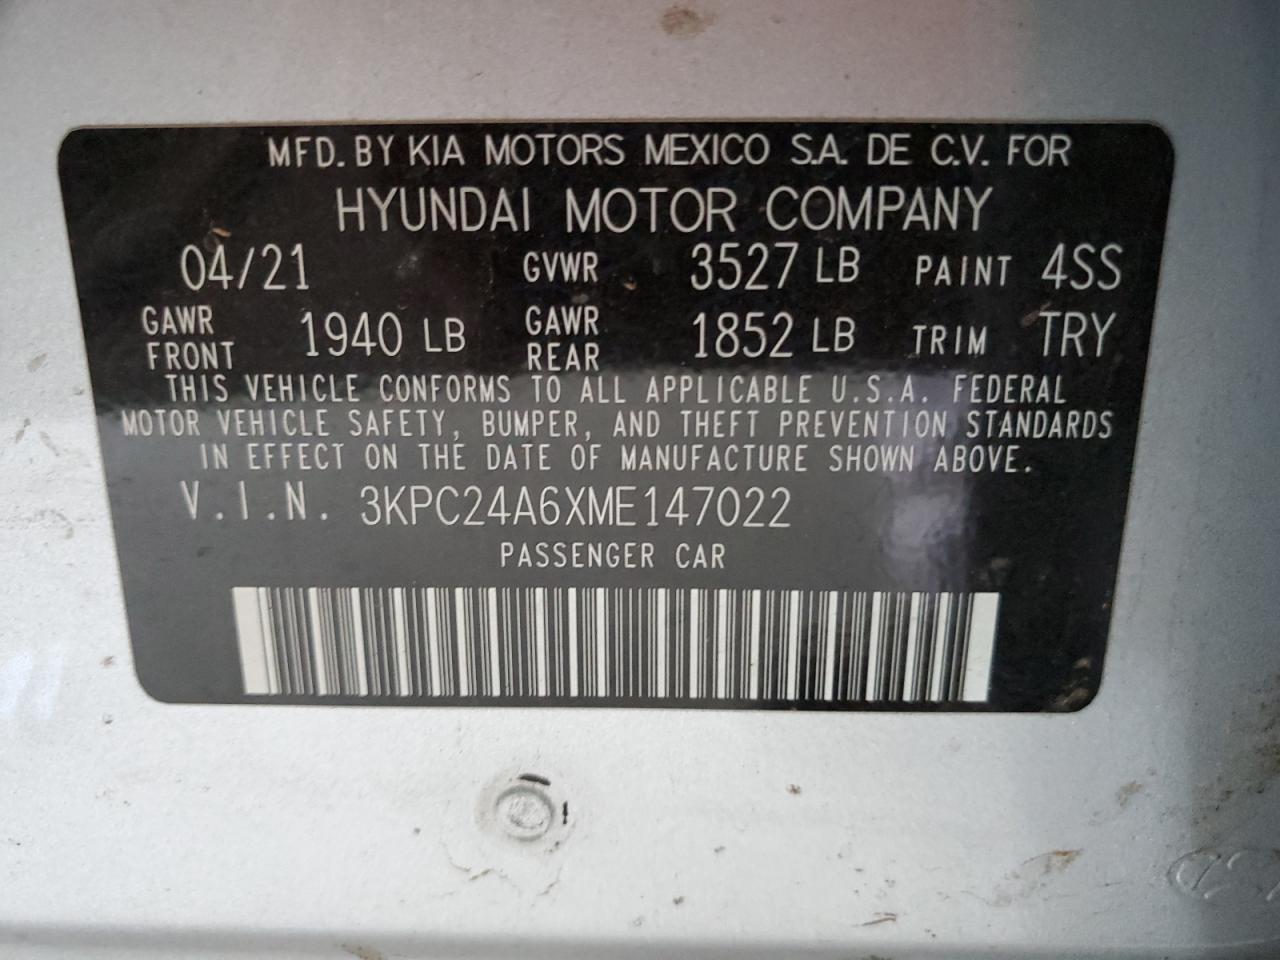 MFD. BY KIA MOTORS MEXICO S.A. DE C.V. FOR
HYUNDAI MOTOR COMPANY
04/21 GVWR 3527 LB PAINT 4SS
GAWR FRONT 1940 LB GAWR REAR 1852 LB TRIM TRY
THIS VEHICLE CONFORMS TO ALL APPLICABLE U.S.A. FEDERAL
MOTOR VEHICLE SAFETY, BUMPER, AND THEFT PREVENTION STANDARDS
IN EFFECT ON THE DATE OF MANUFACTURE SHOWN ABOVE.
V.I.N. 3KPC24A6XME147022
PASSENGER CAR